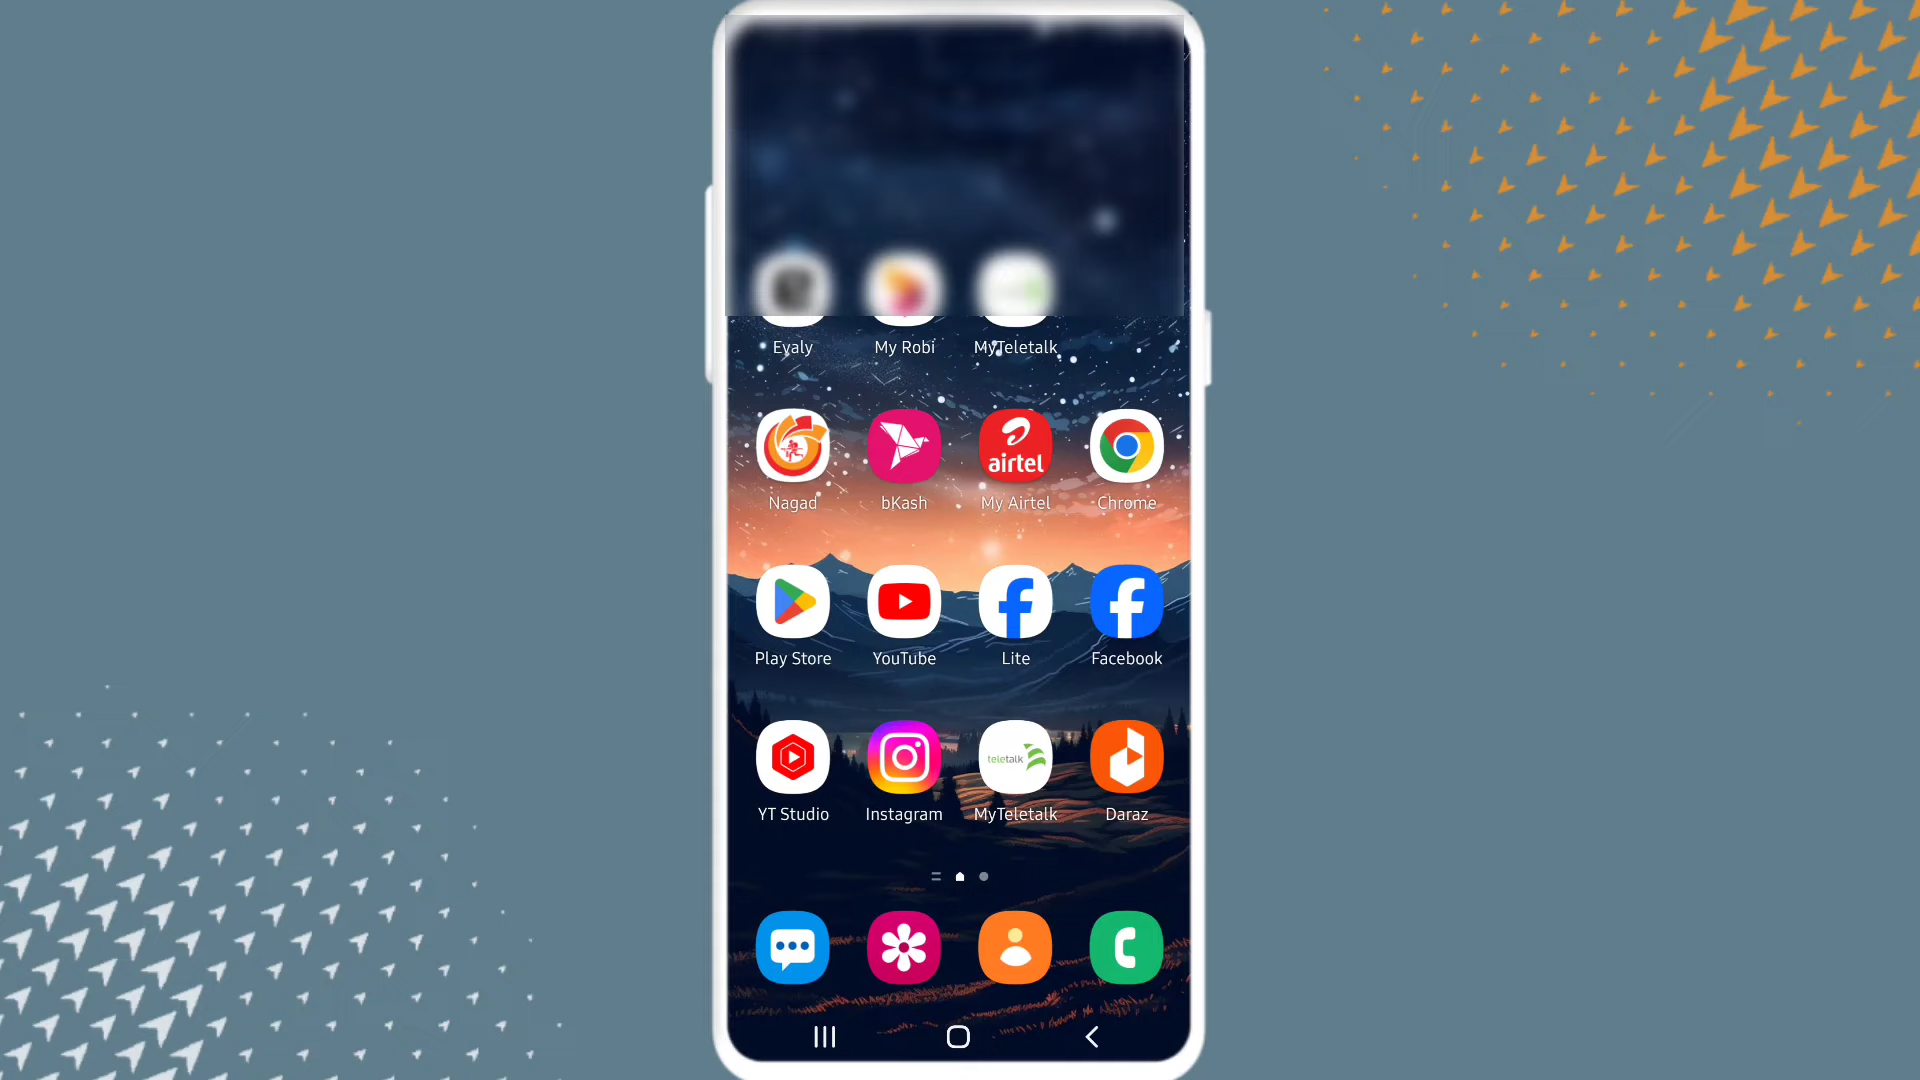 Evaly My Robi MyTeletalk
airtel
Nagad bKash My Airtel Chrome
Play Store YouTube Lite Facebook
teletalk
YT Studio Instagram MyTeletalk Daraz